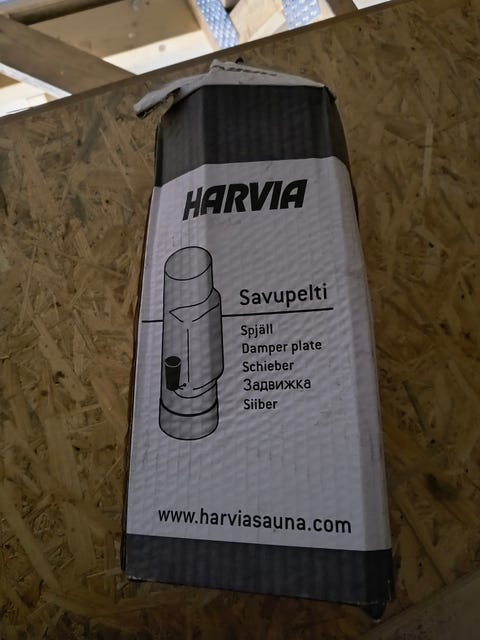 HARVIA
Savupelti
Spjäll
Damper plate
Schieber
Задвижка
Siiber
www.harviasauna.com